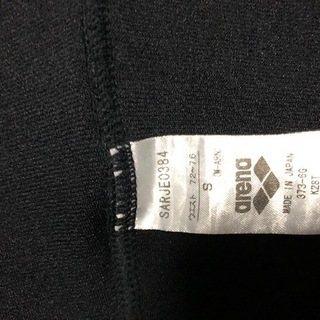 SARJE0384
ウエスト 72~76
S
arena
MADE IN JAPAN
373-6G
K28T